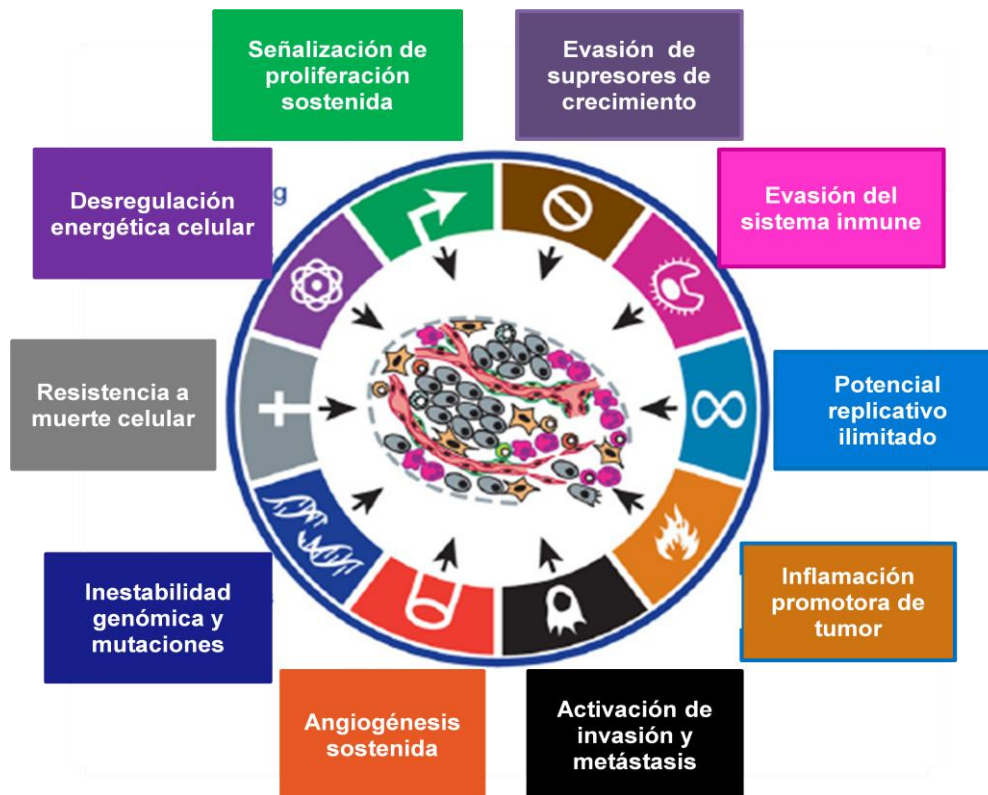 Señalización de
proliferación
sostenida
Evasión de
supresores de
crecimiento
Desregulación
energética celular
g
Evasión del
sistema inmune
Resistencia a
muerte celular
Potencial
replicativo
ilimitado
Inestabilidad
genómica y
mutaciones
Inflamación
promotora de
tumor
Angiogénesis
sostenida
Activación de
invasión y
metástasis